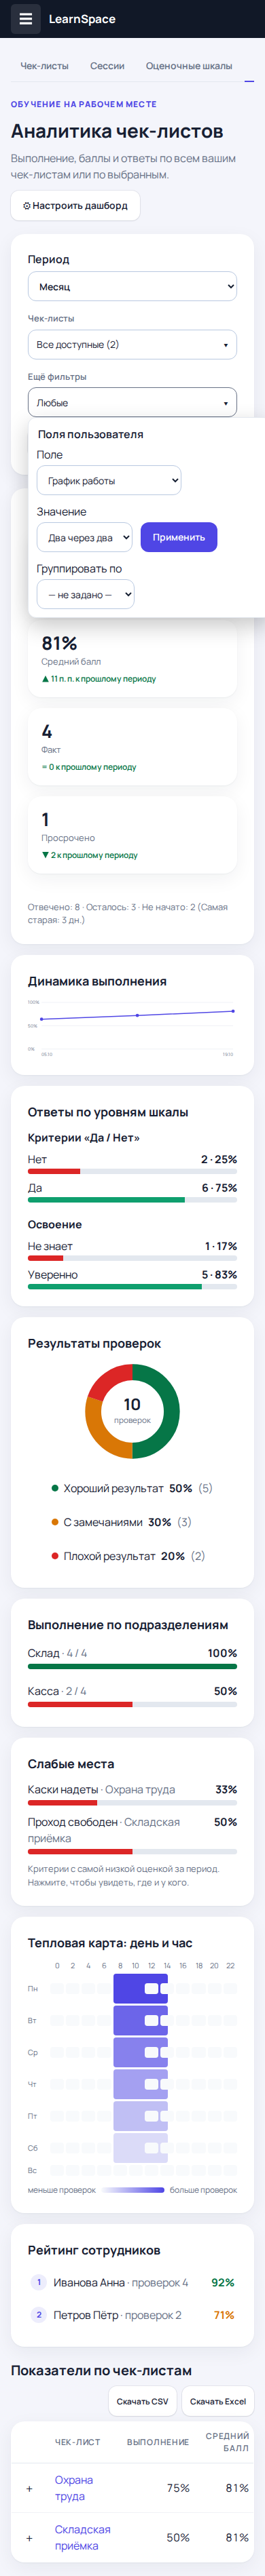 LearnSpace
Чек-листы Сессии Оценочные шкалы
ОБУЧЕНИЕ НА РАБОЧЕМ МЕСТЕ
Аналитика чек-листов
Выполнение, баллы и ответы по всем вашим
чек-листам или по выбранным.
Настроить дашборд
Период
Месяц
Чек-листы
Все доступные (2)
Ещё фильтры
Любые
Поля пользователя
Поле
График работы
Значение
Два через два Применить
Группировать по
— не задано —
81%
Средний балл
▲ 11 п. п. к прошлому периоду
4
Факт
= 0 к прошлому периоду
1
Просрочено
▼ 2 к прошлому периоду
Отвечено: 8 · Осталось: 3 · Не начато: 2 (Самая
старая: 3 дн.)
Динамика выполнения
100%
50%
0%
Ответы по уровням шкалы
Критерии «Да / Нет»
Нет 2 · 25%
Да 6 · 75%
Освоение
Не знает 1 · 17%
Уверенно 5 · 83%
Результаты проверок
10
проверок
Хороший результат 50% (5)
С замечаниями 30% (3)
Плохой результат 20% (2)
Выполнение по подразделениям
Склад · 4 / 4 100%
Касса · 2 / 4 50%
Слабые места
Каски надеты · Охрана труда 33%
Проход свободен · Складская
приёмка 50%
Критерии с самой низкой оценкой за период.
Нажмите, чтобы увидеть, где и у кого.
Тепловая карта: день и час
0 2 4 6 8 10 12 14 16 18 20 22
Пн
Вт
Ср
Чт
Пт
Сб
Вс
меньше проверок больше проверок
Рейтинг сотрудников
1 Иванова Анна · проверок 4 92%
2 Петров Пётр · проверок 2 71%
Показатели по чек-листам
Скачать CSV Скачать Excel
ЧЕК-ЛИСТ ВЫПОЛНЕНИЕ СРЕДНИЙ
БАЛЛ
+ Охрана
труда 75% 81%
+ Складская
приёмка 50% 81%